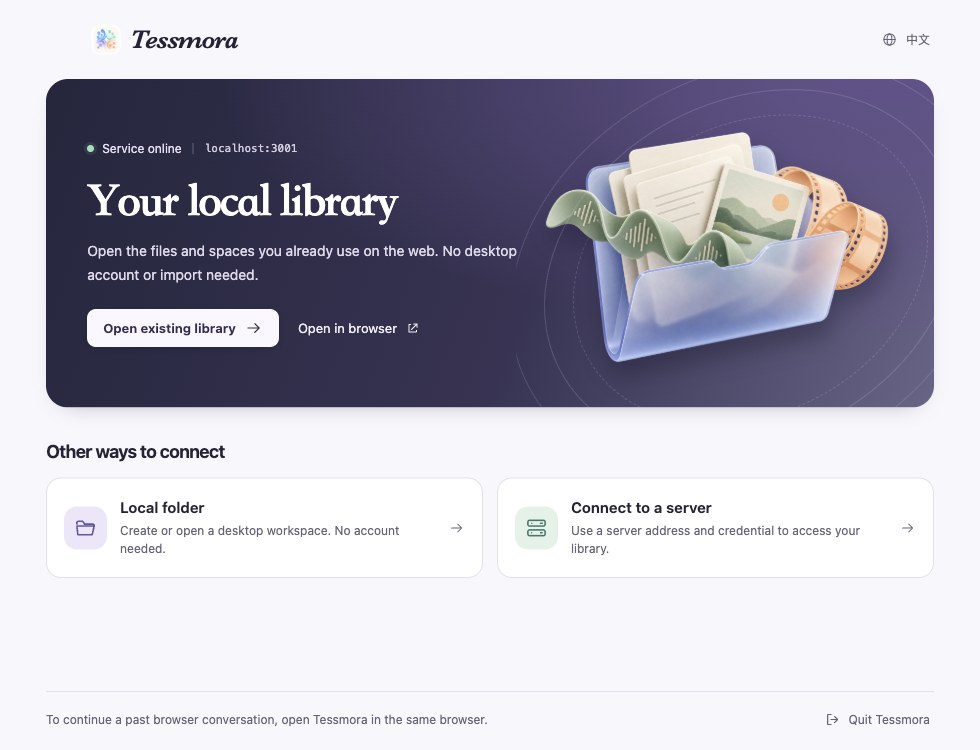 Tessmora
中文
Service online | localhost:3001
Your local library
Open the files and spaces you already use on the web. No desktop
account or import needed.
Open existing library
Open in browser
Other ways to connect
Local folder
Create or open a desktop workspace. No account
needed.
Connect to a server
Use a server address and credential to access your
library.
To continue a past browser conversation, open Tessmora in the same browser.
Quit Tessmora